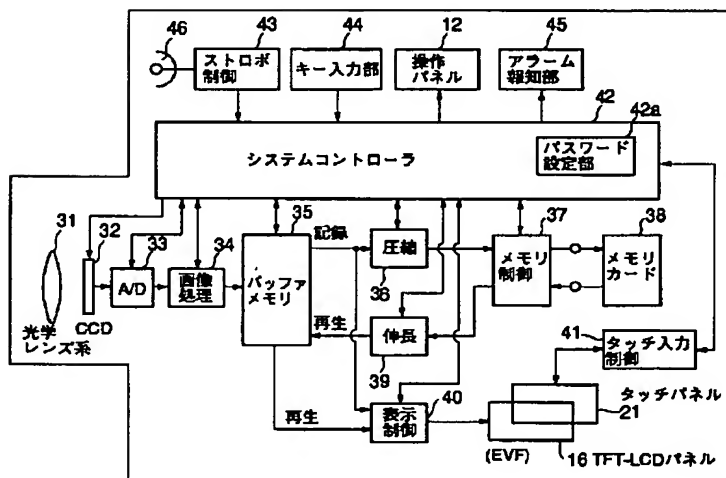 46
43
44
12
45
ストロボ
制御
キー入力部
操作
パネル
アラーム
報知部
42
42a
システムコントローラ
パスワード
設定部
31
32
33
34
35
記録
37
38
A/D
画像
処理
バッファ
メモリ
圧縮
38
メモリ
制御
メモリ
カード
光学
レンズ系
CCD
再生
伸長
39
41
タッチ入力
制御
再生
表示
制御
40
タッチパネル
21
(EVF)
16 TFT-LCDパネル